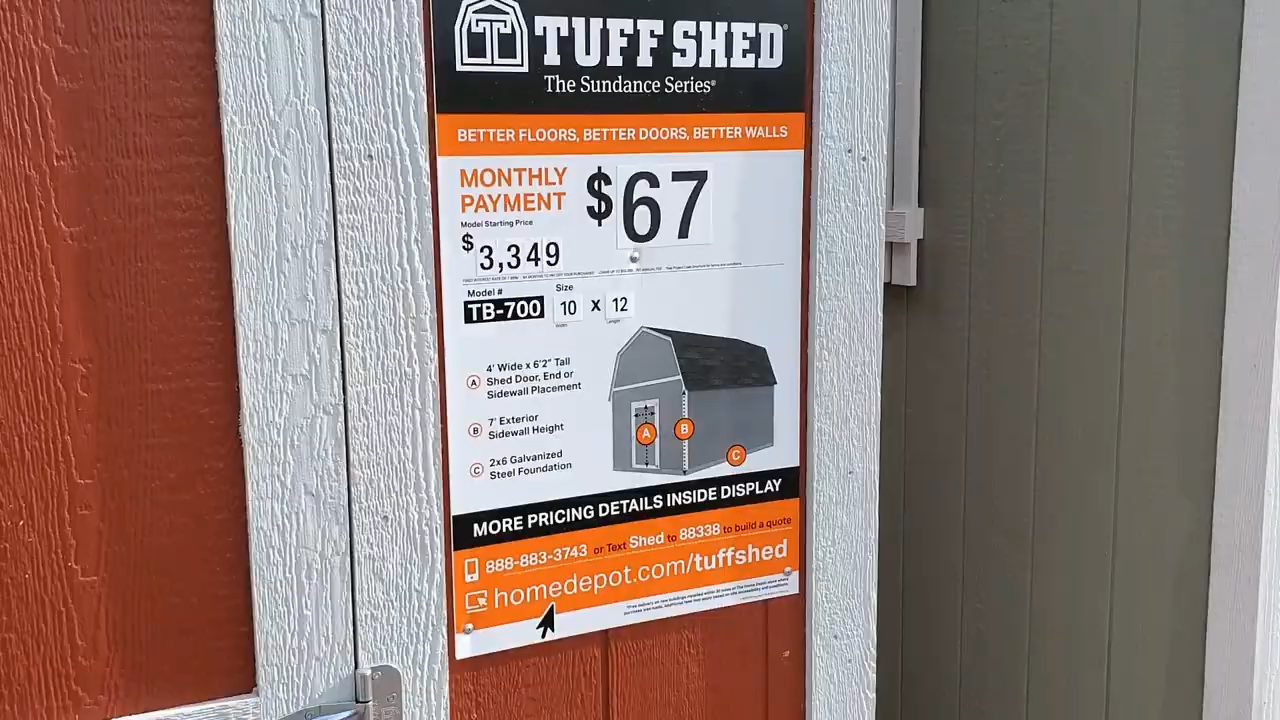 TUFF SHED
The Sundance Series®
BETTER FLOORS, BETTER DOORS, BETTER WALLS
MONTHLY
PAYMENT
$67
Model Starting Price
$3,349
Model #
TB-700
Size
10 x 12
Width
Length
A
4' Wide x 6'2" Tall
Shed Door, End or
Sidewall Placement
B
7' Exterior
Sidewall Height
C
2x6 Galvanized
Steel Foundation
A
B
C
MORE PRICING DETAILS INSIDE DISPLAY
888-883-3743 or Text Shed to 88338 to build a quote
homedepot.com/tuffshed